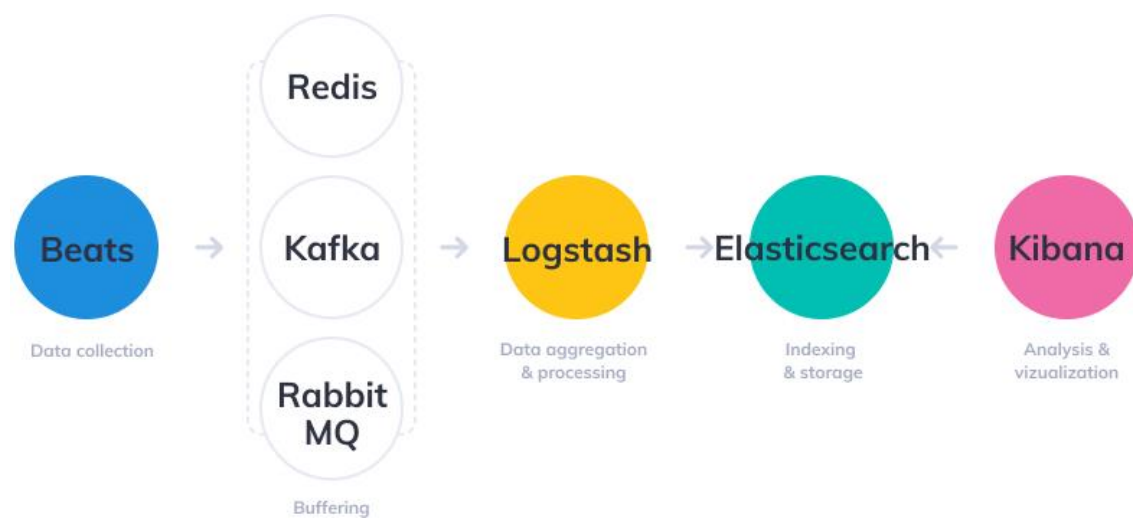 Redis
Beats
Kafka
Logstash
Elasticsearch
Kibana
Data collection
Data aggregation
& processing
Indexing
& storage
Analysis &
vizualization
Rabbit
MQ
Buffering